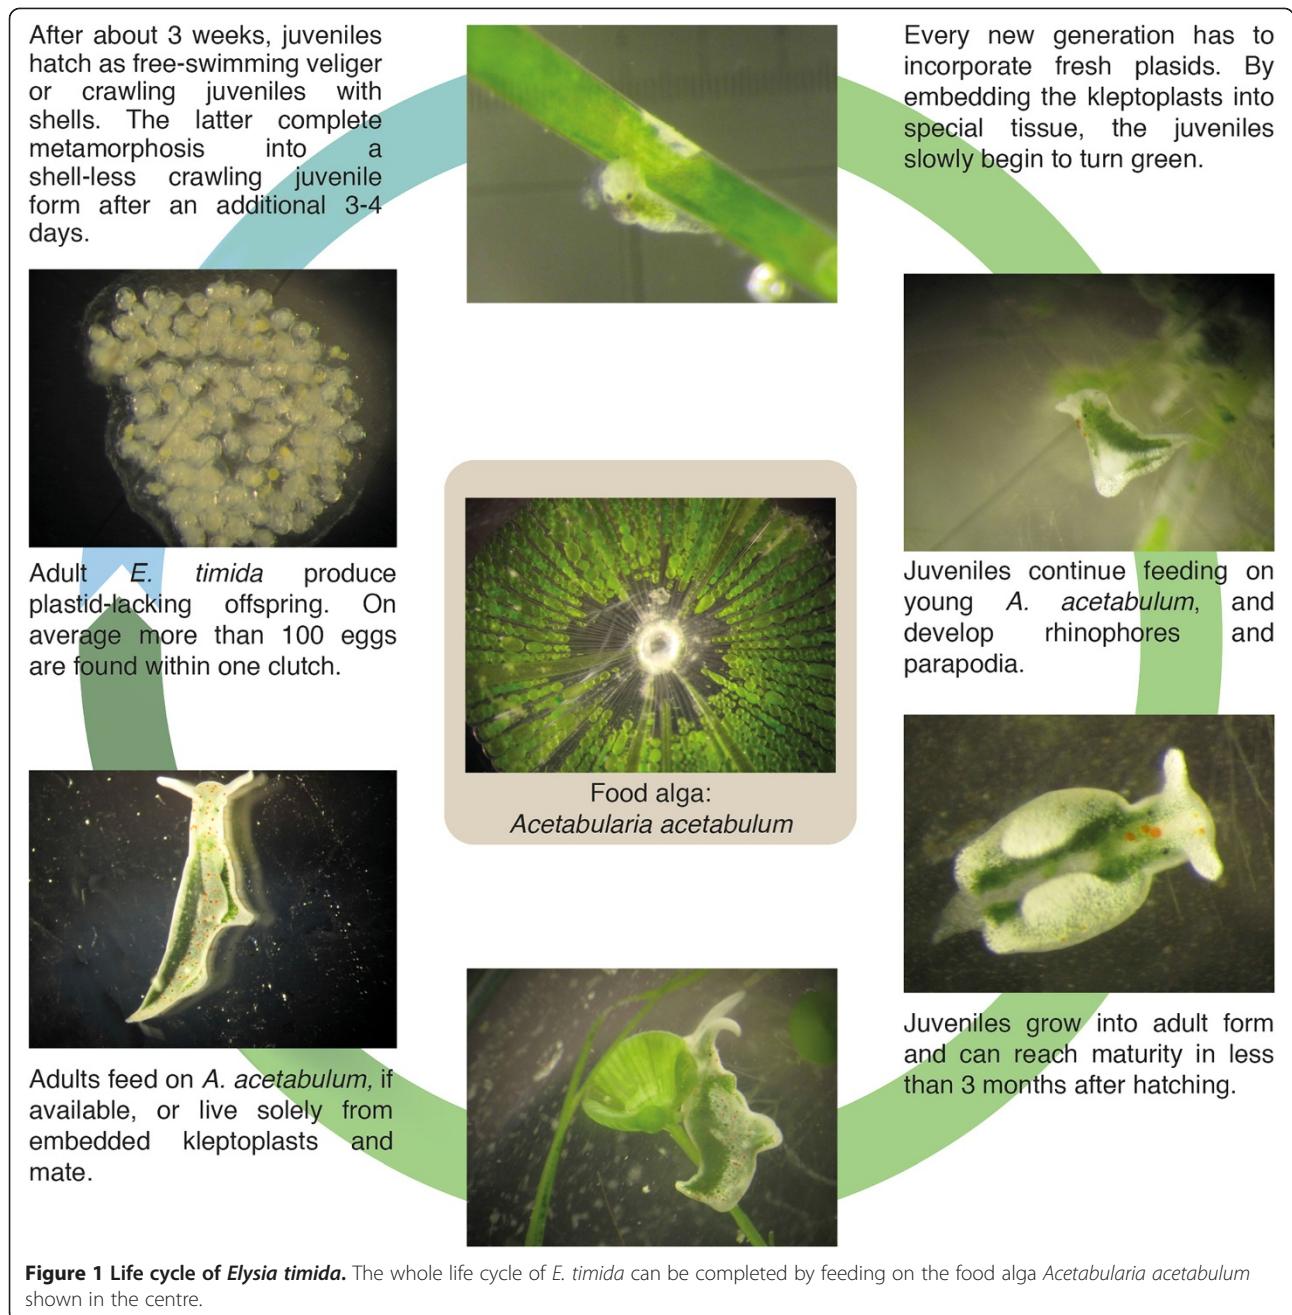 After about 3 weeks, juveniles
hatch as free-swimming veliger
or crawling juveniles with
shells. The latter complete
metamorphosis into a
shell-less crawling juvenile
form after an additional 3-4
days.
Every new generation has to
incorporate fresh plasids. By
embedding the kleptoplasts into
special tissue, the juveniles
slowly begin to turn green.
Adult E. timida produce
plastid-lacking offspring. On
average more than 100 eggs
are found within one clutch.
Juveniles continue feeding on
young A. acetabulum, and
develop rhinophores and
parapodia.
Food alga:
Acetabularia acetabulum
Juveniles grow into adult form
and can reach maturity in less
than 3 months after hatching.
Adults feed on A. acetabulum, if
available, or live solely from
embedded kleptoplasts and
mate.
Figure 1 Life cycle of Elysia timida. The whole life cycle of E. timida can be completed by feeding on the food alga Acetabularia acetabulum
shown in the centre.